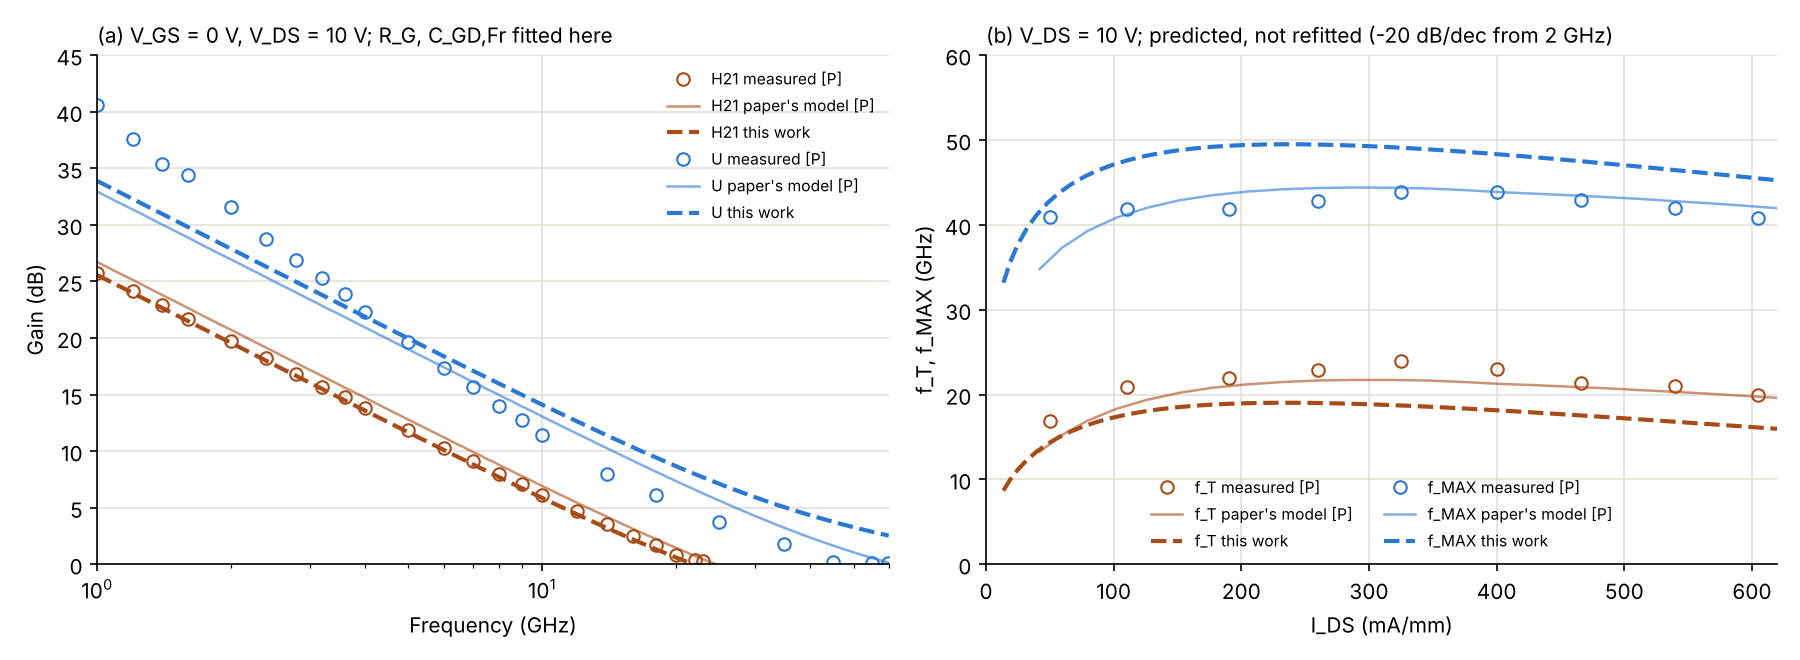 (a) V_GS = 0 V, V_DS = 10 V; R_G, C_GD,Fr fitted here
45
40
35
30
25
20
15
10
5
0
Gain (dB)
H21 measured [P]
H21 paper's model [P]
H21 this work
U measured [P]
U paper's model [P]
U this work
10⁰
10¹
Frequency (GHz)
(b) V_DS = 10 V; predicted, not refitted (-20 dB/dec from 2 GHz)
60
50
40
30
20
10
0
f_T, f_MAX (GHz)
f_T measured [P]
f_T paper's model [P]
f_T this work
f_MAX measured [P]
f_MAX paper's model [P]
f_MAX this work
0 100 200 300 400 500 600
I_DS (mA/mm)